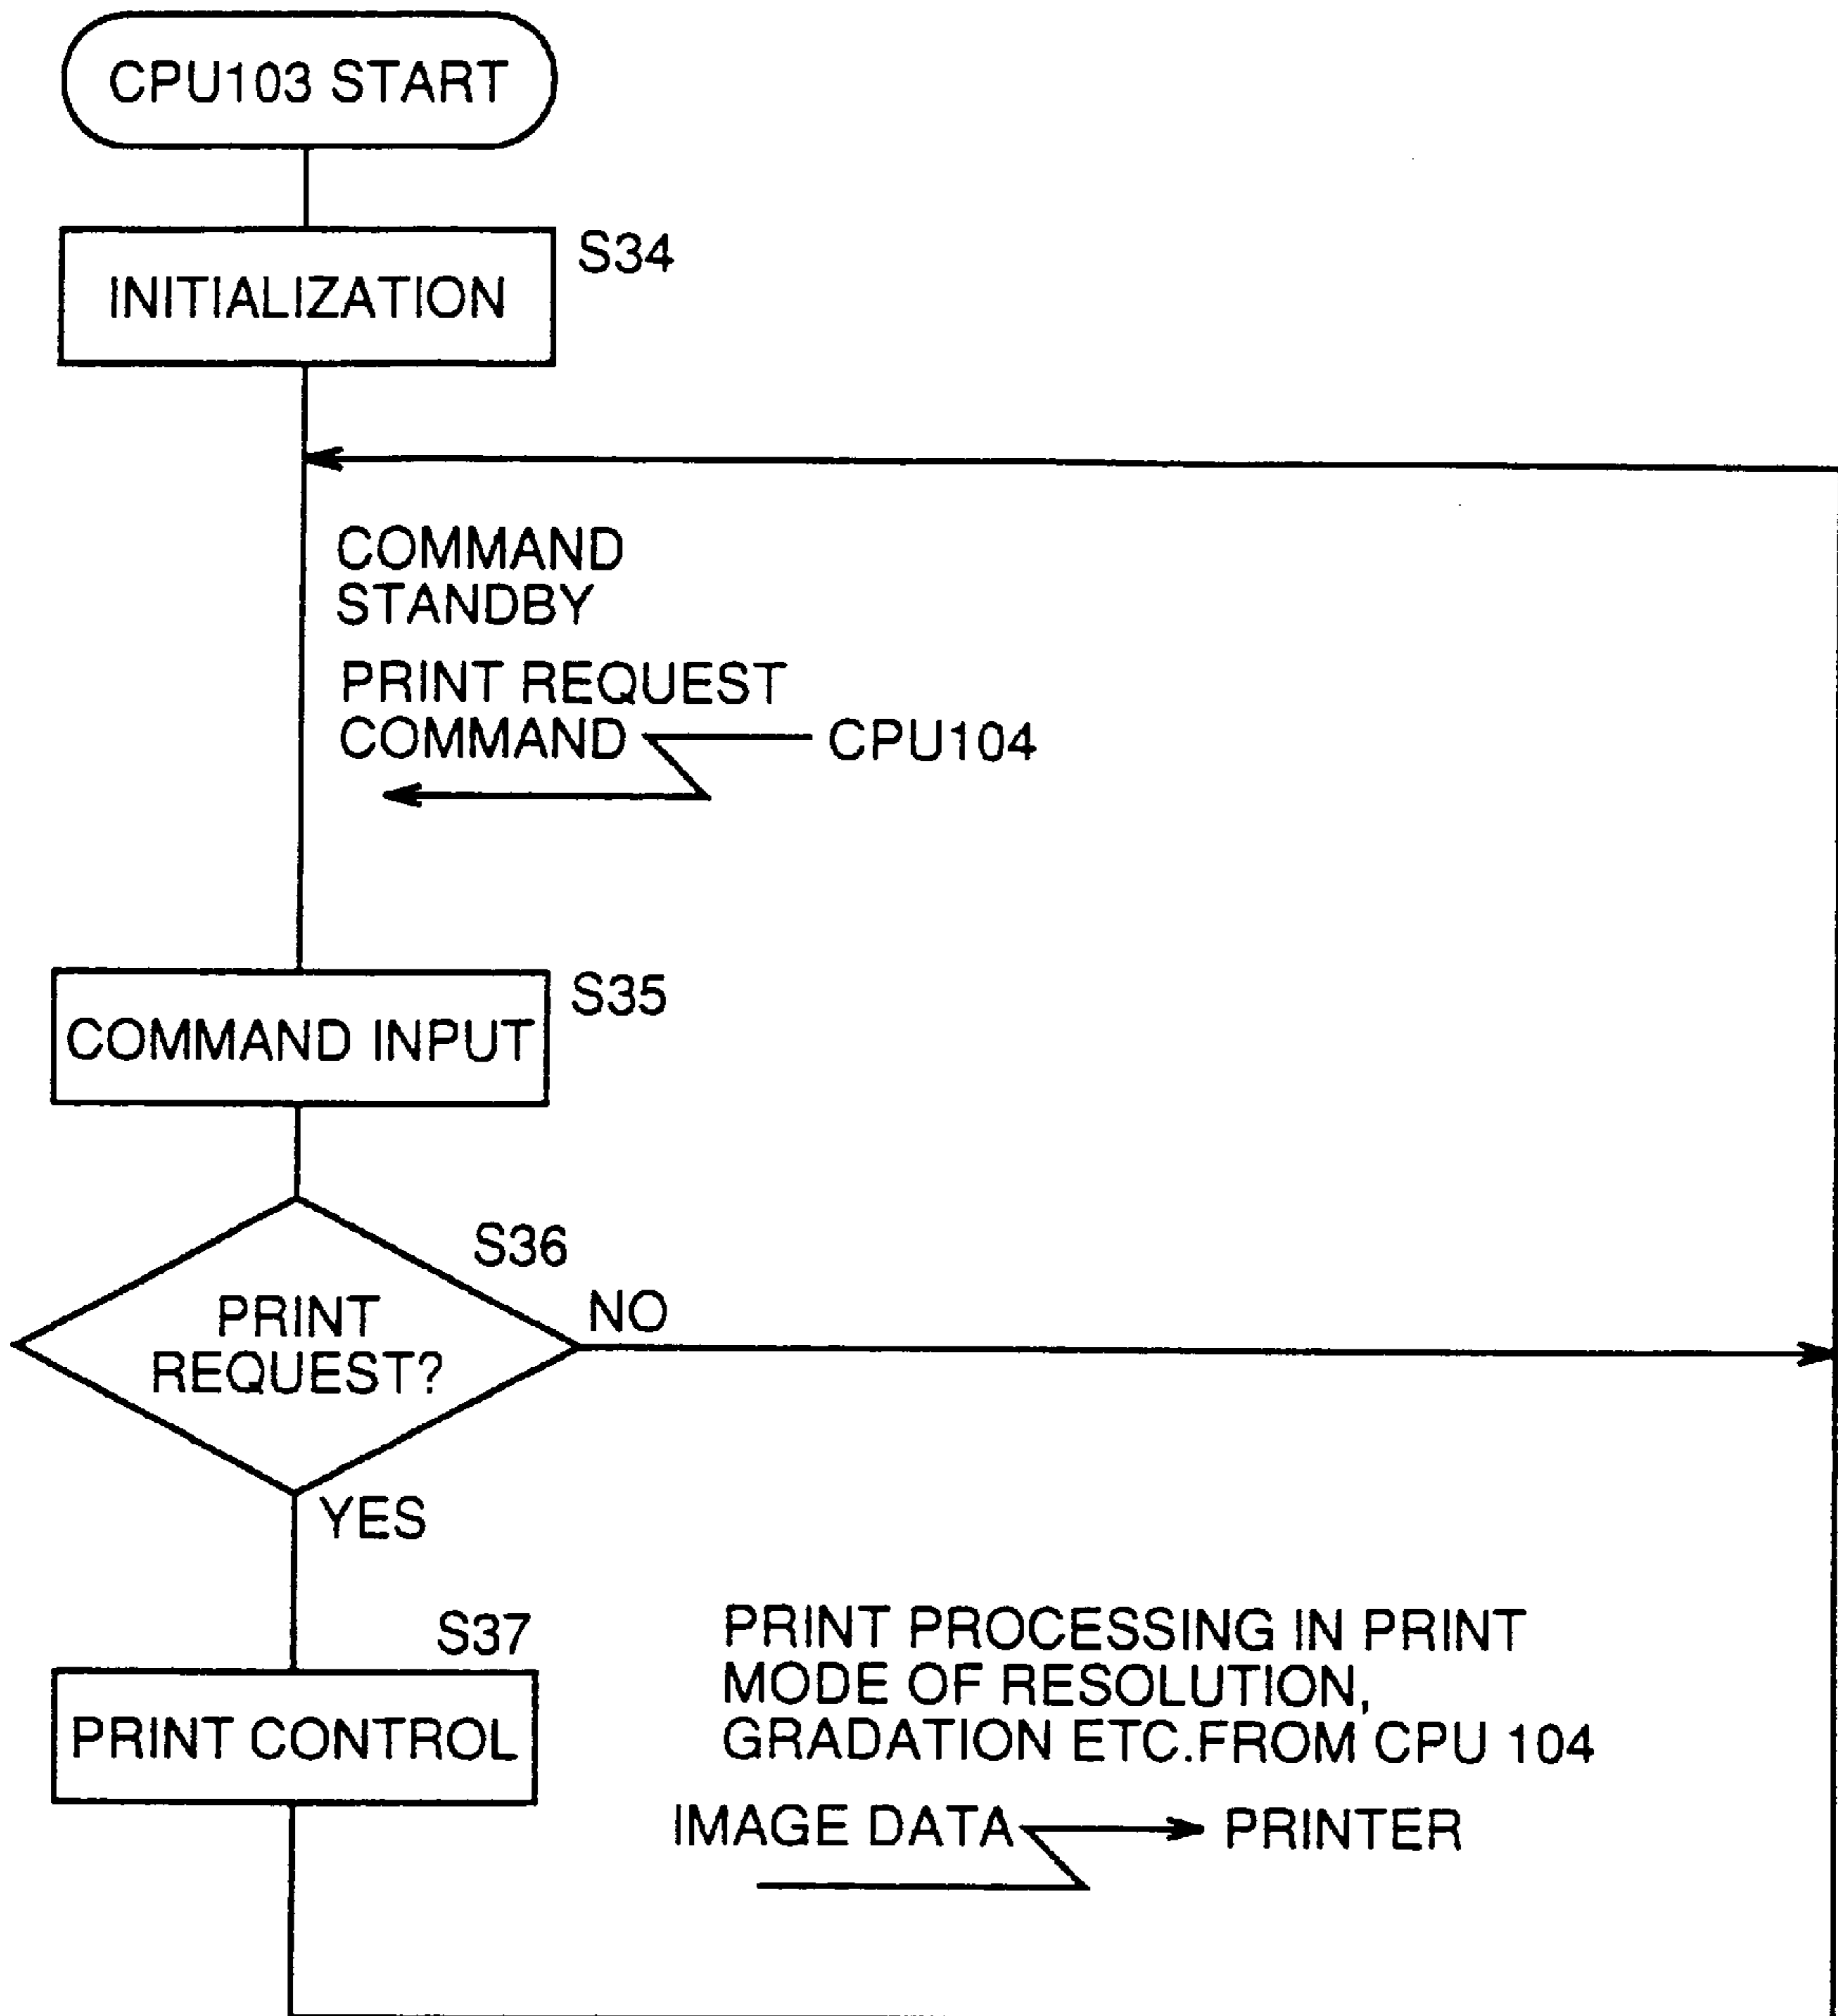 CPU103 START
INITIALIZATION
S34
COMMAND
STANDBY
PRINT REQUEST
COMMAND
CPU104
COMMAND INPUT
S35
S36
PRINT
REQUEST?
NO
YES
S37
PRINT CONTROL
PRINT PROCESSING IN PRINT
MODE OF RESOLUTION,
GRADATION ETC.FROM CPU 104
IMAGE DATA
PRINTER